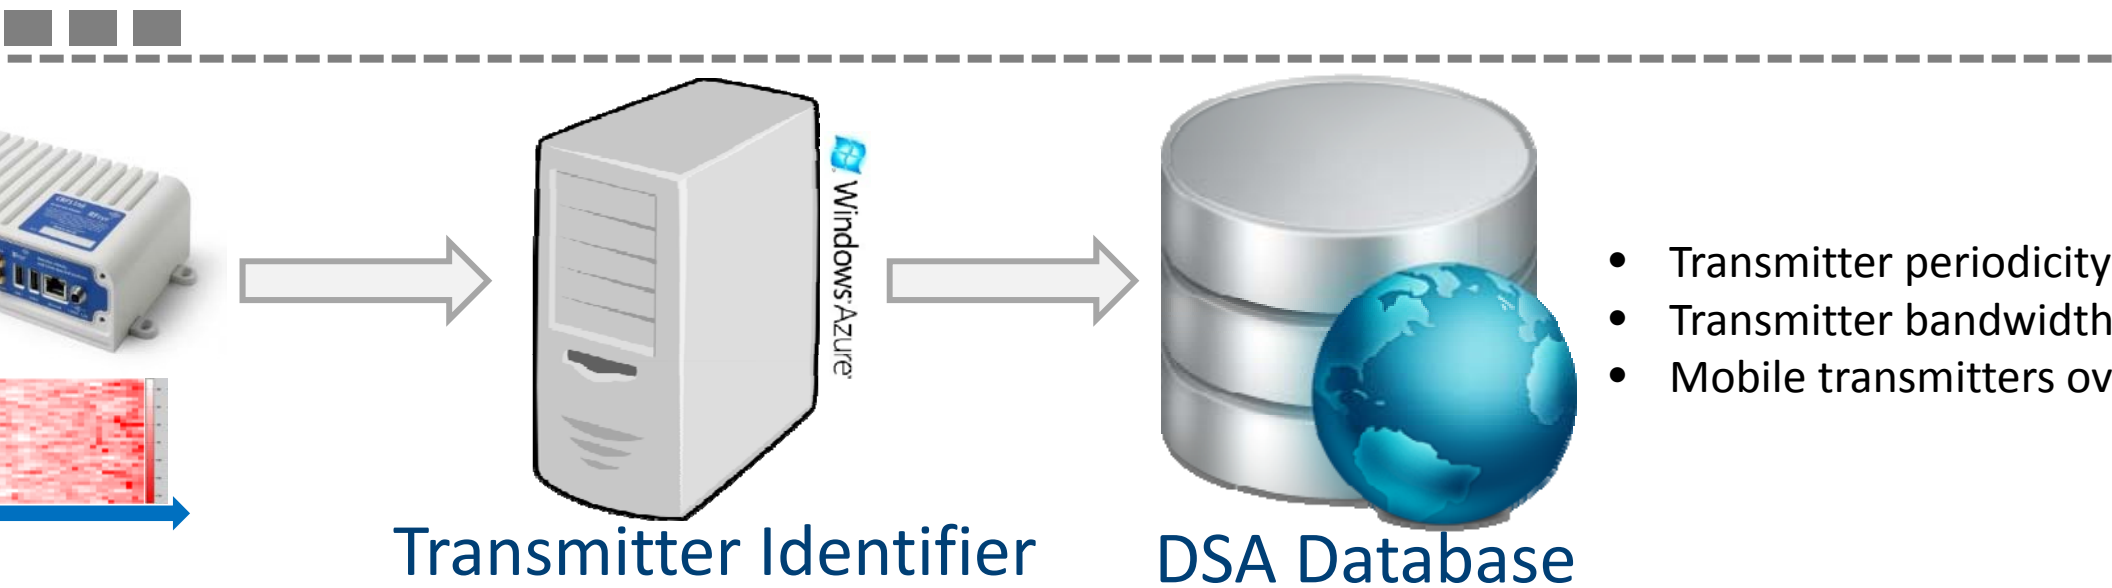 Windows Azure
• Transmitter periodicity
• Transmitter bandwidth
• Mobile transmitters ov
Transmitter Identifier
DSA Database